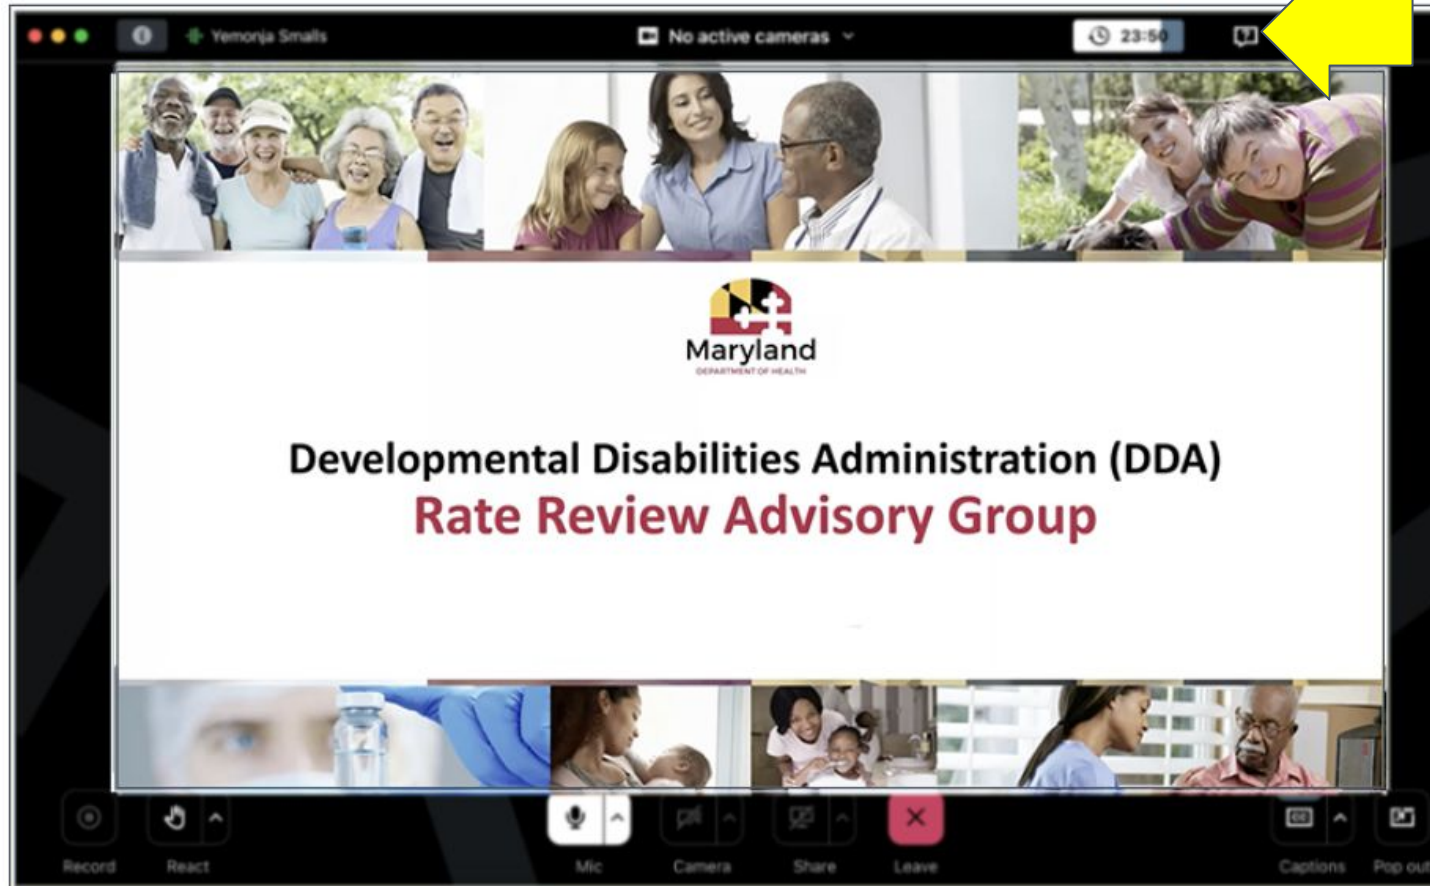 Yemonja Smalls
No active cameras
23:50
?
Maryland
DEPARTMENT OF HEALTH
Developmental Disabilities Administration (DDA)
Rate Review Advisory Group
Record
React
Mic
Camera
Share
Leave
CC
Captions
Pop out